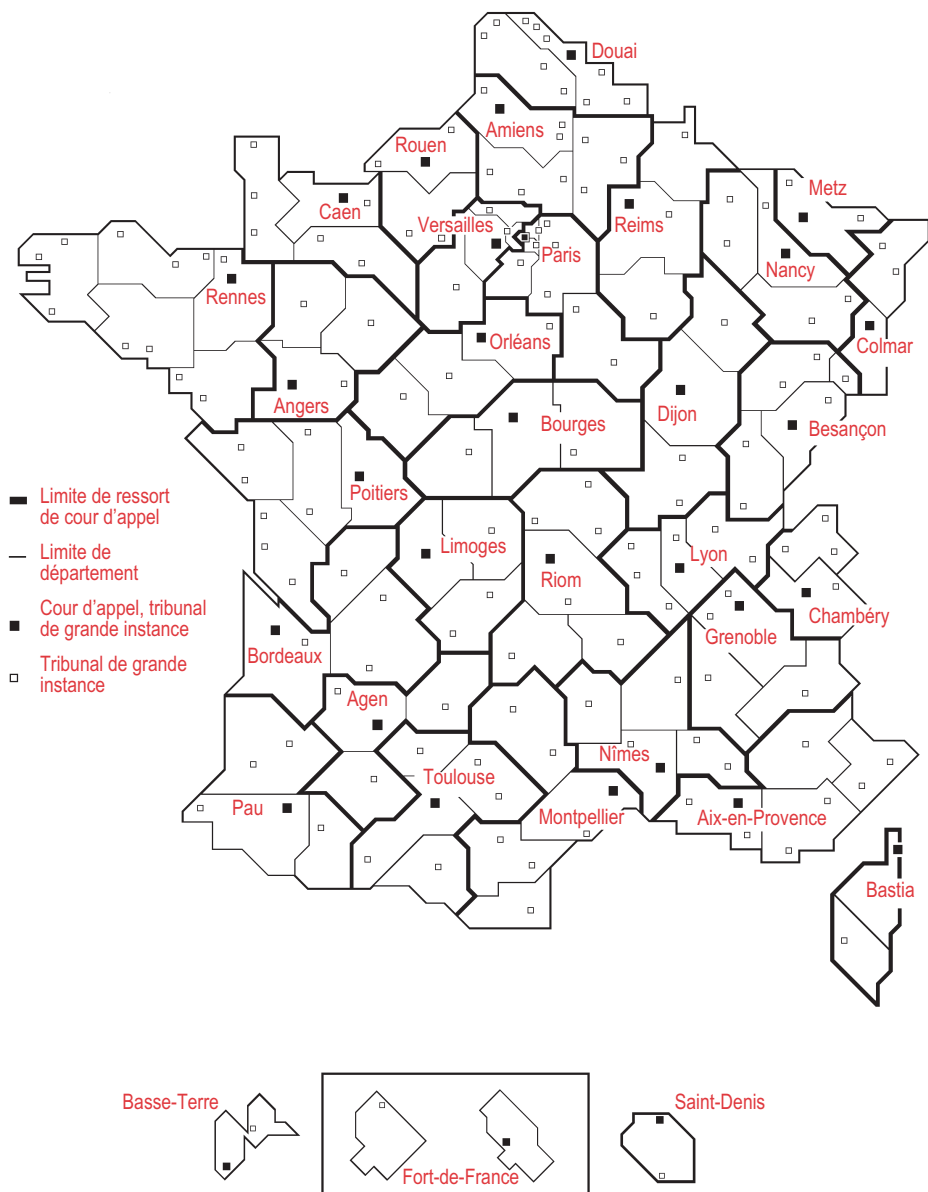 Douai
Amiens
Rouen
Metz
Caen
Reims
Versailles
Paris
Nancy
Rennes
Orléans
Colmar
Angers
Dijon
Bourges
Besançon
Poitiers
Limite de ressort
de cour d'appel
Limite de
département
Cour d'appel, tribunal
de grande instance
Tribunal de grande
instance
Limoges
Lyon
Riom
Chambéry
Grenoble
Bordeaux
Agen
Nîmes
Toulouse
Pau
Montpellier
Aix-en-Provence
Bastia
Basse-Terre
Fort-de-France
Saint-Denis